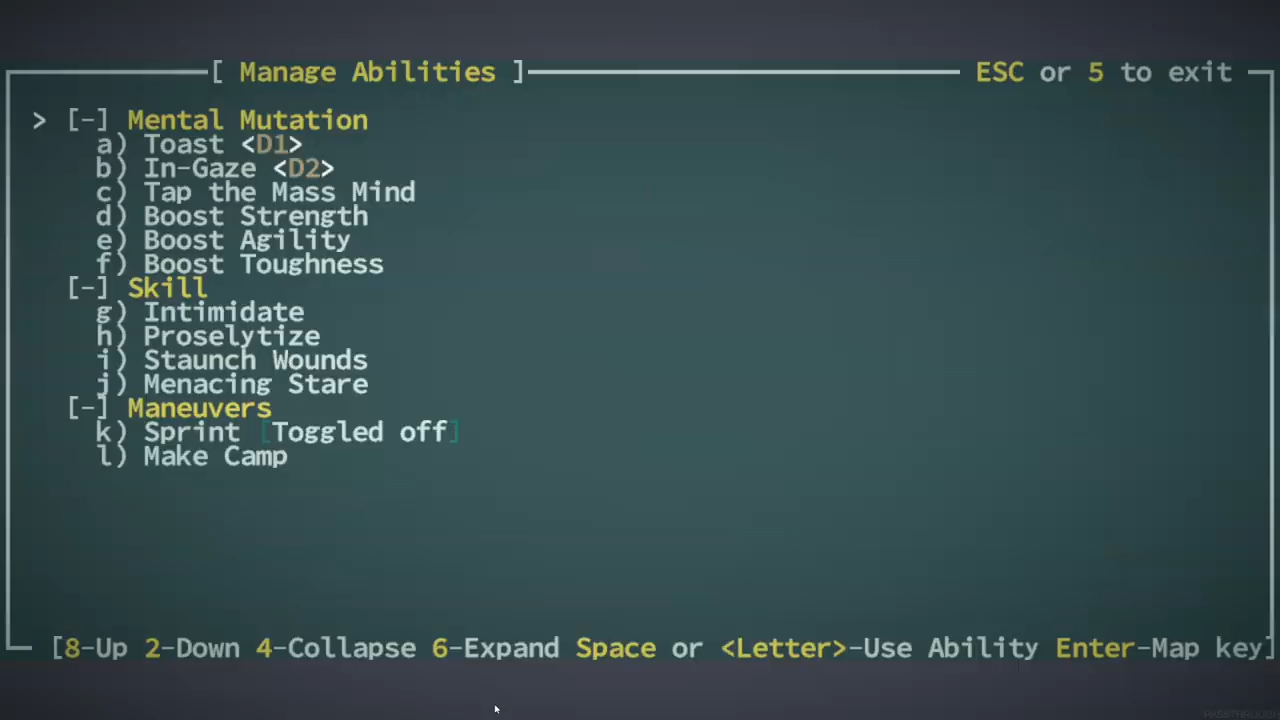 [ Manage Abilities ] ESC or 5 to exit
> [-] Mental Mutation
a) Toast <D1>
b) In-Gaze <D2>
c) Tap the Mass Mind
d) Boost Strength
e) Boost Agility
f) Boost Toughness
[-] Skill
g) Intimidate
h) Proselytize
i) Staunch Wounds
j) Menacing Stare
[-] Maneuvers
k) Sprint [Toggled off]
l) Make Camp
[8-Up 2-Down 4-Collapse 6-Expand Space or <Letter>-Use Ability Enter-Map key]